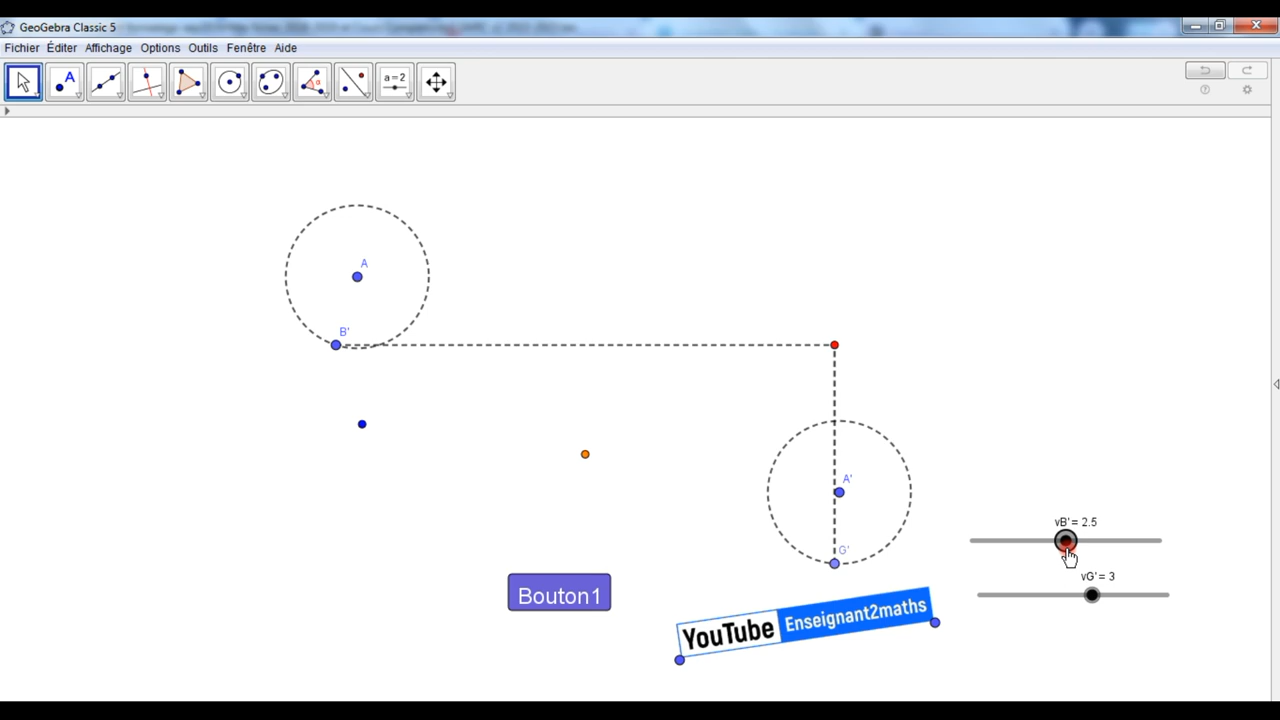 GeoGebra Classic 5
Fichier Éditer Affichage Options Outils Fenêtre Aide
A
a=2
A
B'
A'
vB' = 2.5
G'
vG' = 3
Bouton1
YouTube Enseignant2maths